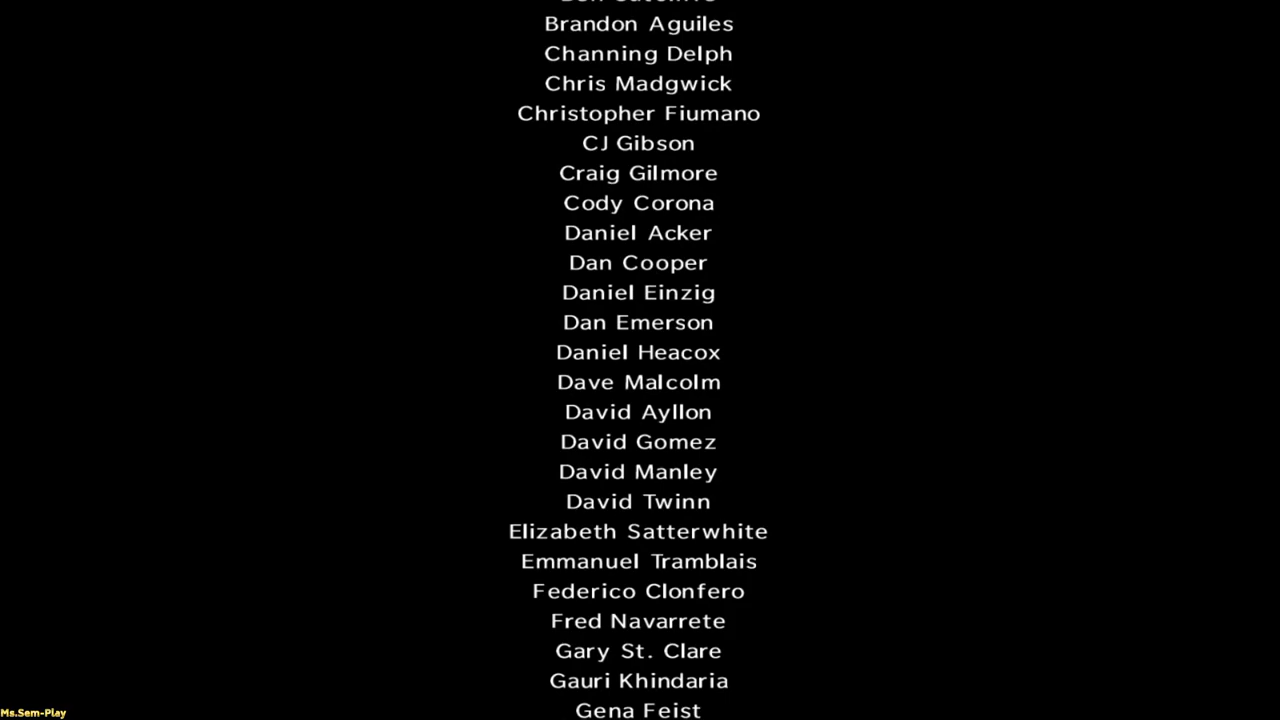 Brandon Aguiles
Channing Delph
Chris Madgwick
Christopher Fiumano
CJ Gibson
Craig Gilmore
Cody Corona
Daniel Acker
Dan Cooper
Daniel Einzig
Dan Emerson
Daniel Heacox
Dave Malcolm
David Ayllon
David Gomez
David Manley
David Twinn
Elizabeth Satterwhite
Emmanuel Tramblais
Federico Clonfero
Fred Navarrete
Gary St. Clare
Gauri Khindaria
Gena Feist
Ms.Sem-Play